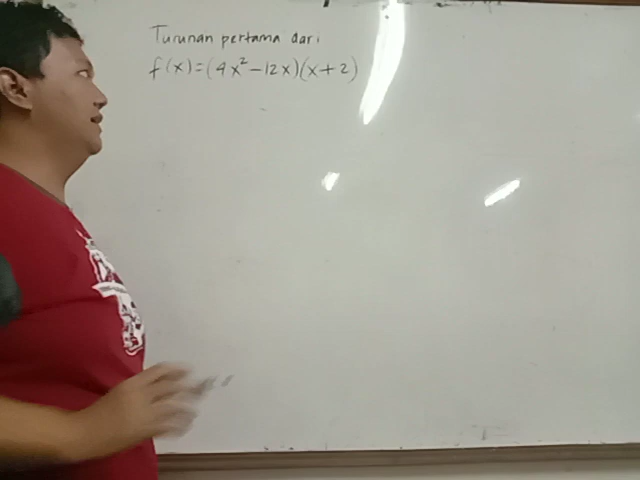 Turunan pertama dari
f(x)=(4x²-12x)(x+2)